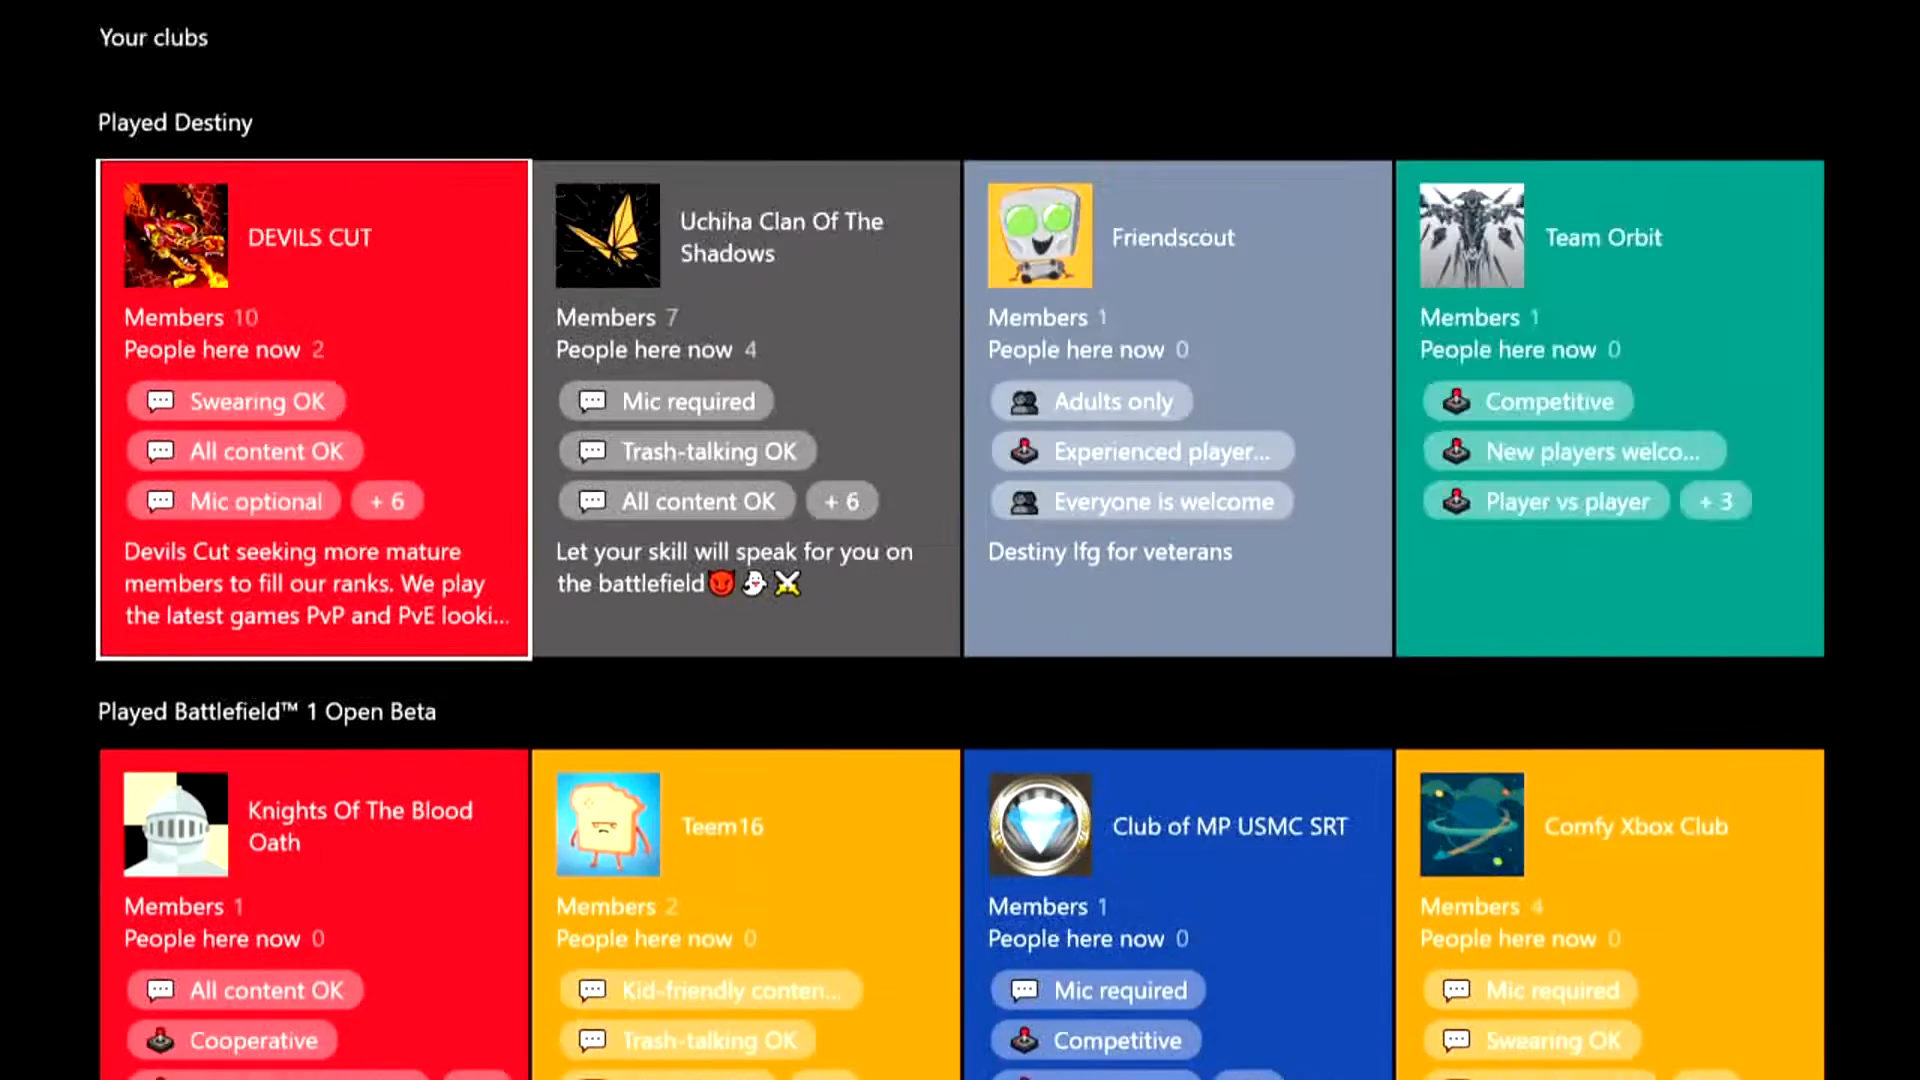 Your clubs
Played Destiny
DEVILS CUT
Members 10
People here now 2
Swearing OK
All content OK
Mic optional
+ 6
Devils Cut seeking more mature
members to fill our ranks. We play
the latest games PvP and PvE looki...
Uchiha Clan Of The
Shadows
Members 7
People here now 4
Mic required
Trash-talking OK
All content OK
+ 6
Let your skill will speak for you on
the battlefield😈👻⚔
Friendscout
Members 1
People here now 0
Adults only
Experienced player...
Everyone is welcome
Destiny lfg for veterans
Team Orbit
Members 1
People here now 0
Competitive
New players welco...
Player vs player
+ 3
Played Battlefield™ 1 Open Beta
Knights Of The Blood
Oath
Members 1
People here now 0
All content OK
Cooperative
Teem16
Members 2
People here now 0
Kid-friendly conten...
Trash-talking OK
Club of MP USMC SRT
Members 1
People here now 0
Mic required
Competitive
Comfy Xbox Club
Members 4
People here now 0
Mic required
Swearing OK